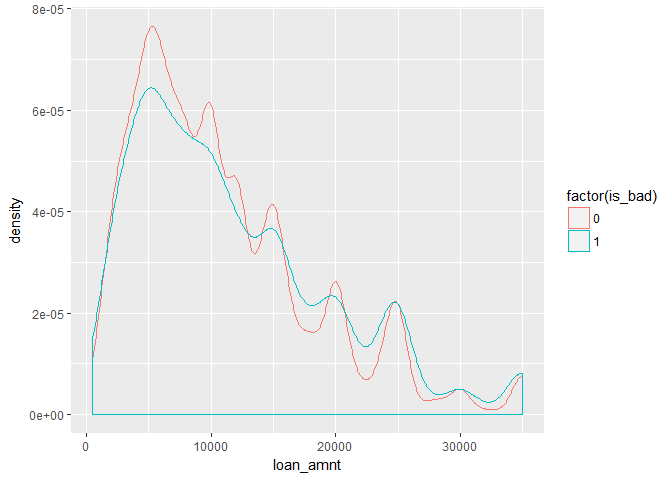 8e-05
6e-05
4e-05
2e-05
0e+00
density
0
10000
20000
30000
loan_amnt
factor(is_bad)
0
1